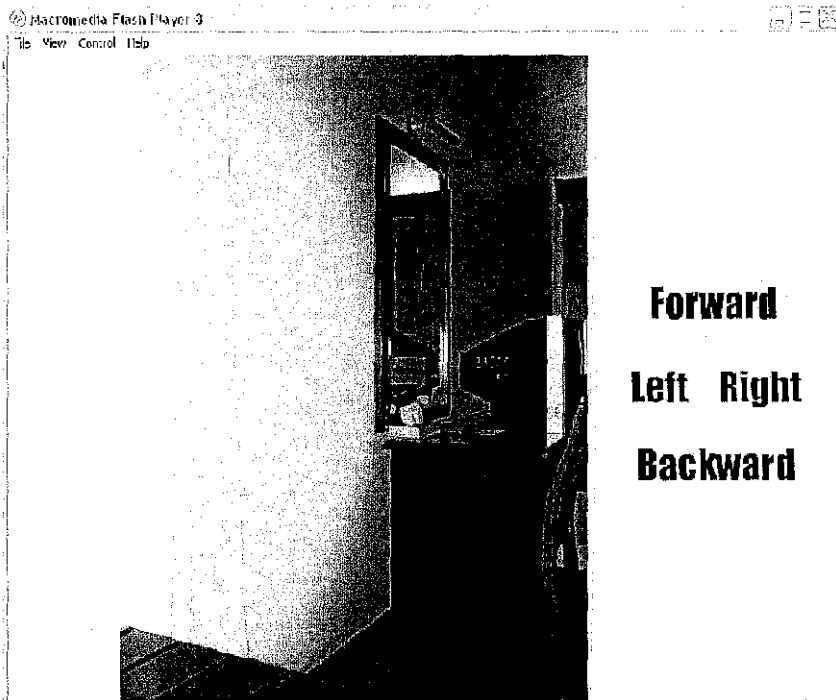 Macromedia Flash Player 8
File View Control Help
Forward
Left Right
Backward